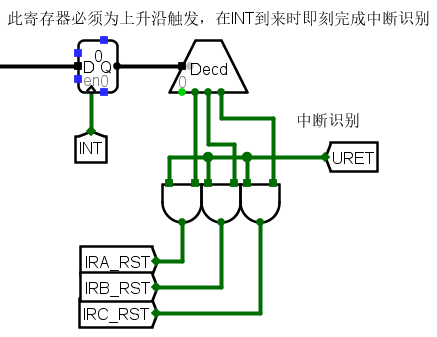 此寄存器必须为上升沿触发，在INT到来时即刻完成中断识别
0
D Q
en0
Decd
0
INT
中断识别
URET
IRA_RST
IRB_RST
IRC_RST